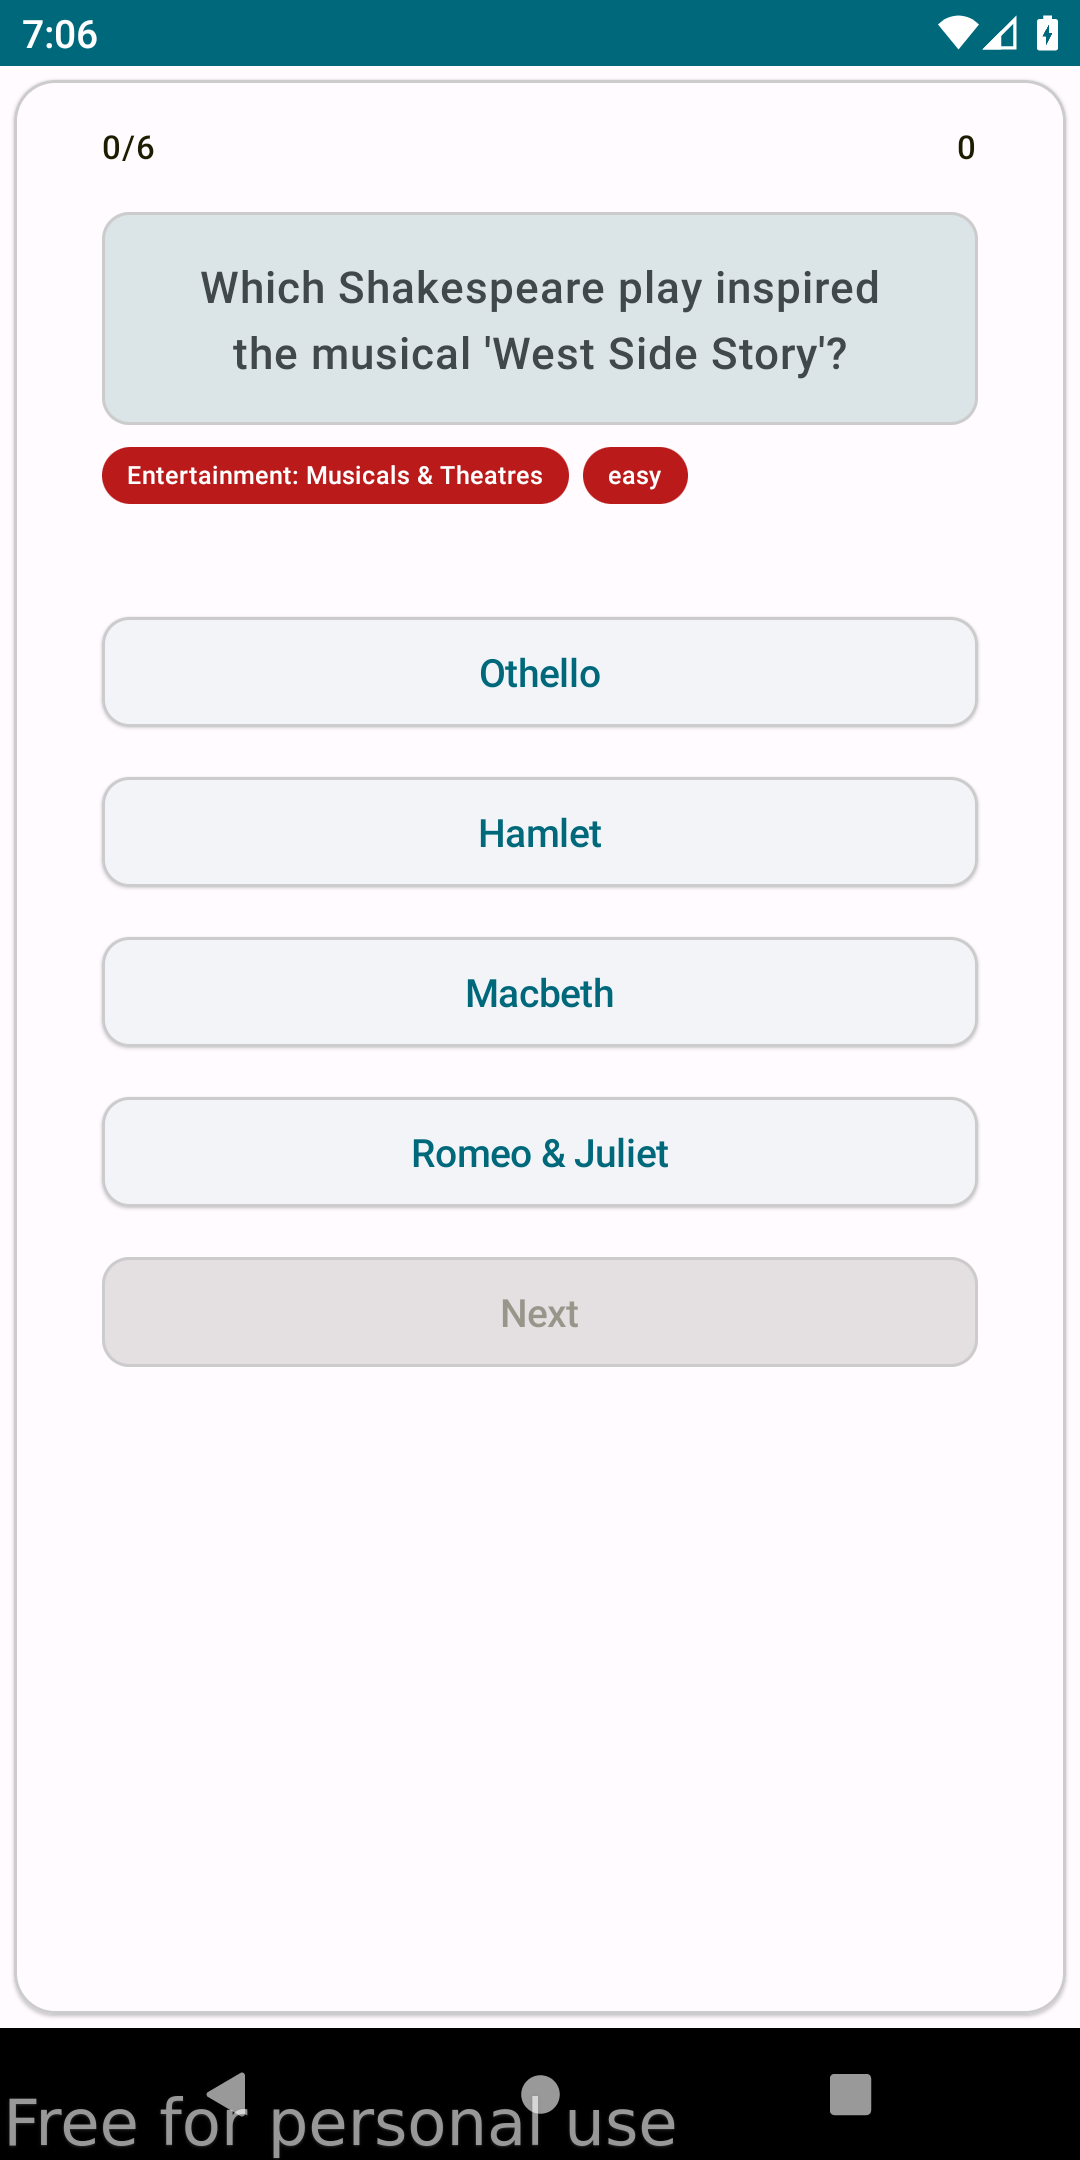 7:06
0/6 0
Which Shakespeare play inspired
the musical 'West Side Story'?
Entertainment: Musicals & Theatres easy
Othello
Hamlet
Macbeth
Romeo & Juliet
Next
Free for personal use